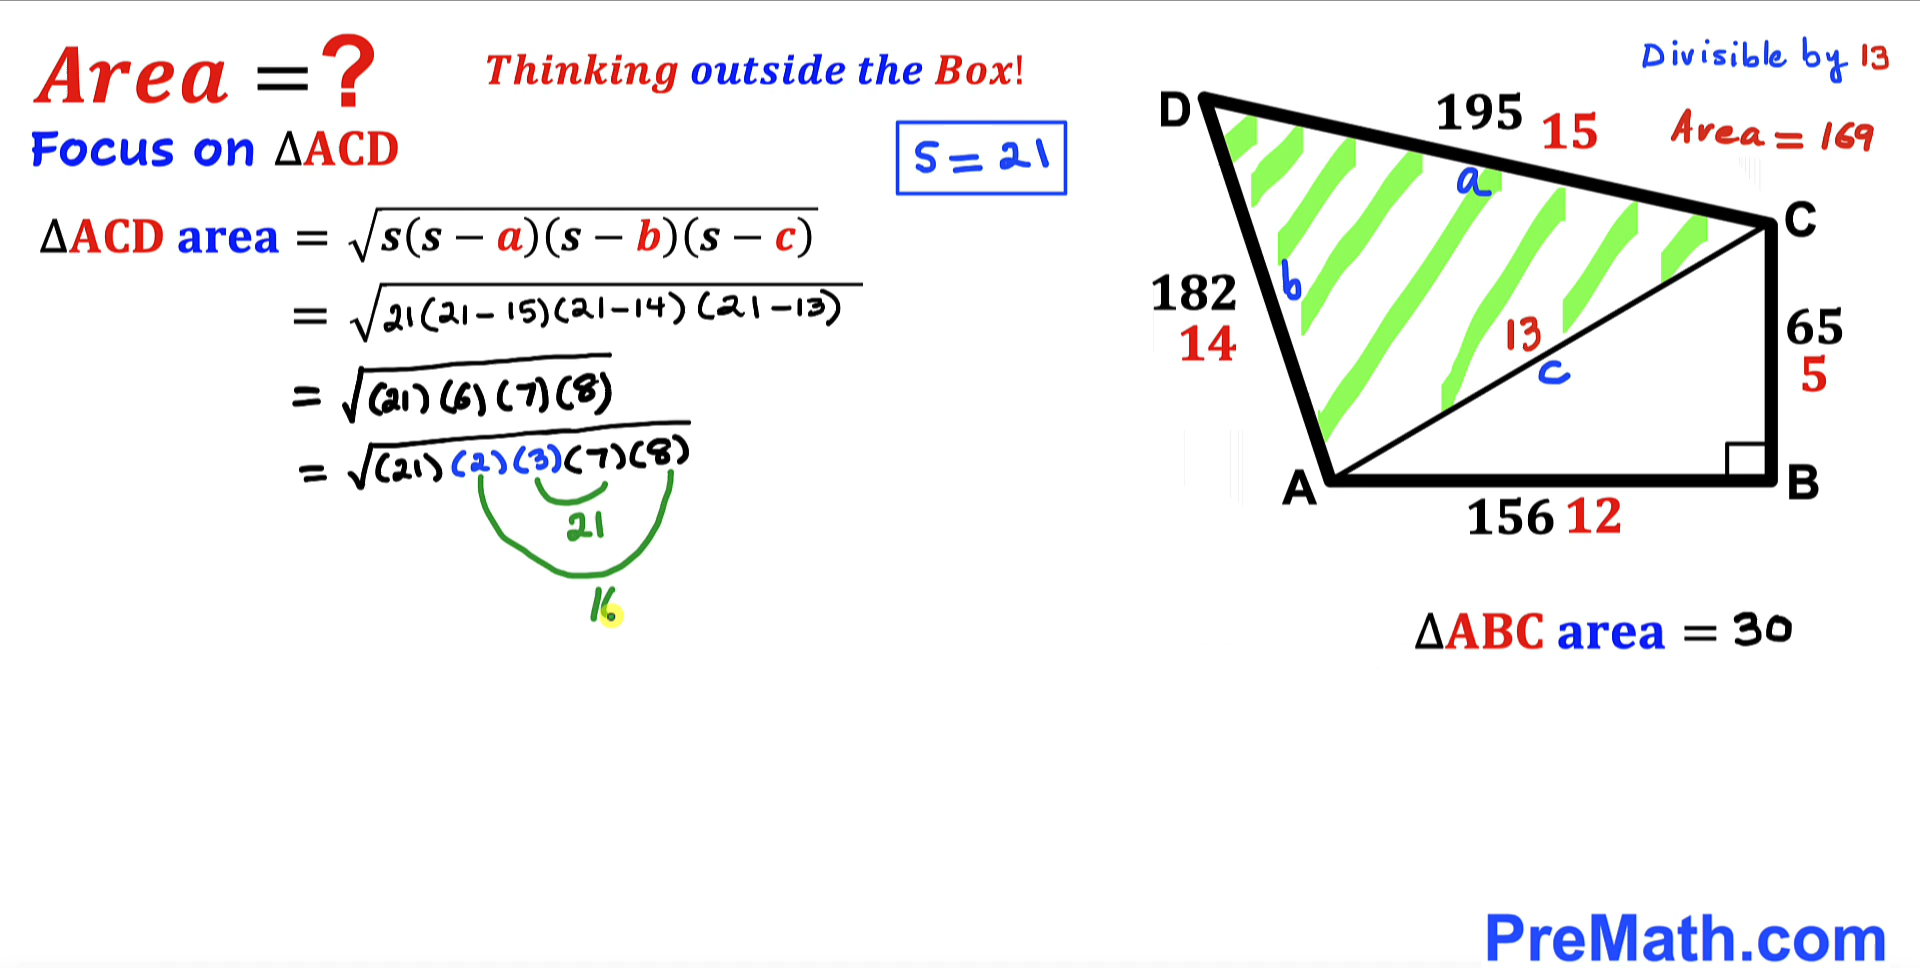 Area = ?
Thinking outside the Box!
Divisible by 13
Focus on ΔACD
S = 21
Area = 169
ΔACD area = √s(s − a)(s − b)(s − c)
= √21(21 − 15)(21 − 14)(21 − 13)
= √(21)(6)(7)(8)
= √(21)(2)(3)(7)(8)
21
16
D
195 15
a
C
182
14
b
13
c
65
5
A
B
156 12
ΔABC area = 30
PreMath.com